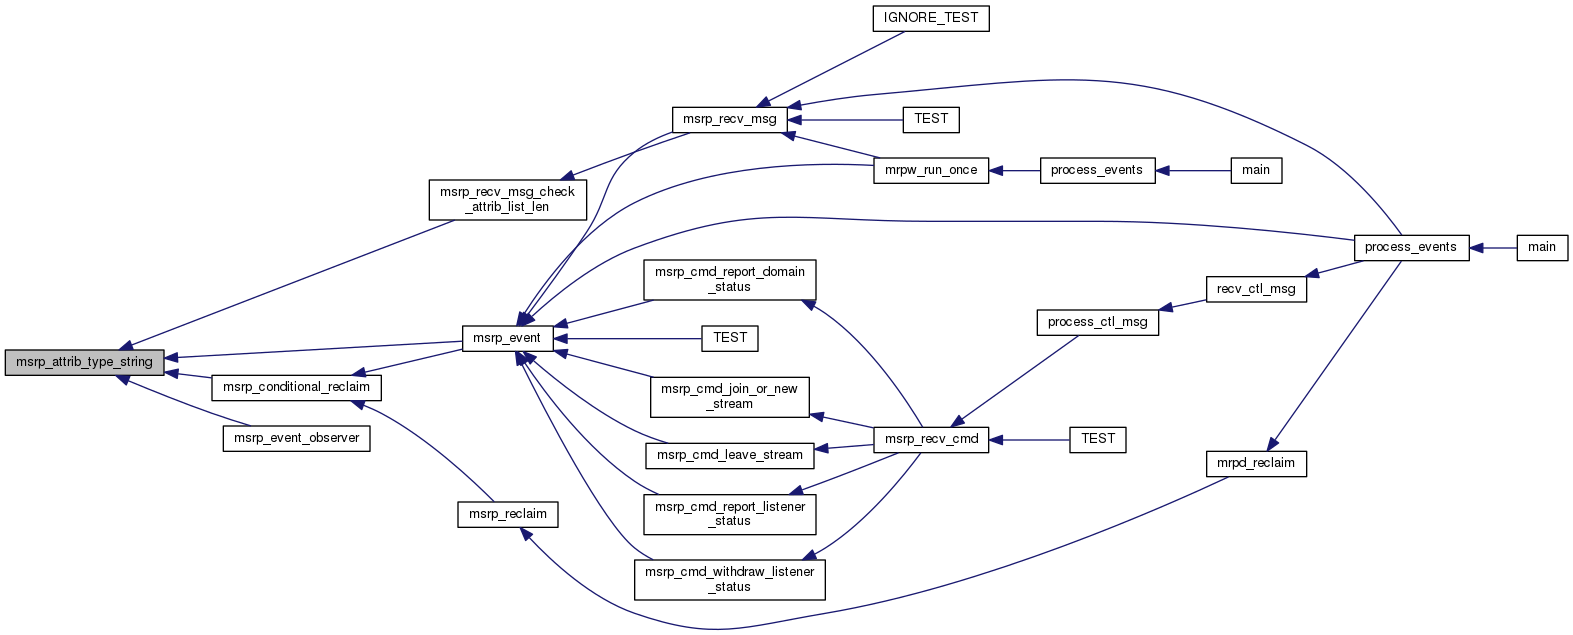 IGNORE_TEST
msrp_recv_msg
TEST
mrpw_run_once
process_events
main
msrp_recv_msg_check
_attrib_list_len
process_events
main
msrp_cmd_report_domain
_status
recv_ctl_msg
process_ctl_msg
msrp_event
TEST
msrp_attrib_type_string
msrp_conditional_reclaim
msrp_cmd_join_or_new
_stream
msrp_event_observer
msrp_recv_cmd
TEST
msrp_cmd_leave_stream
mrpd_reclaim
msrp_reclaim
msrp_cmd_report_listener
_status
msrp_cmd_withdraw_listener
_status